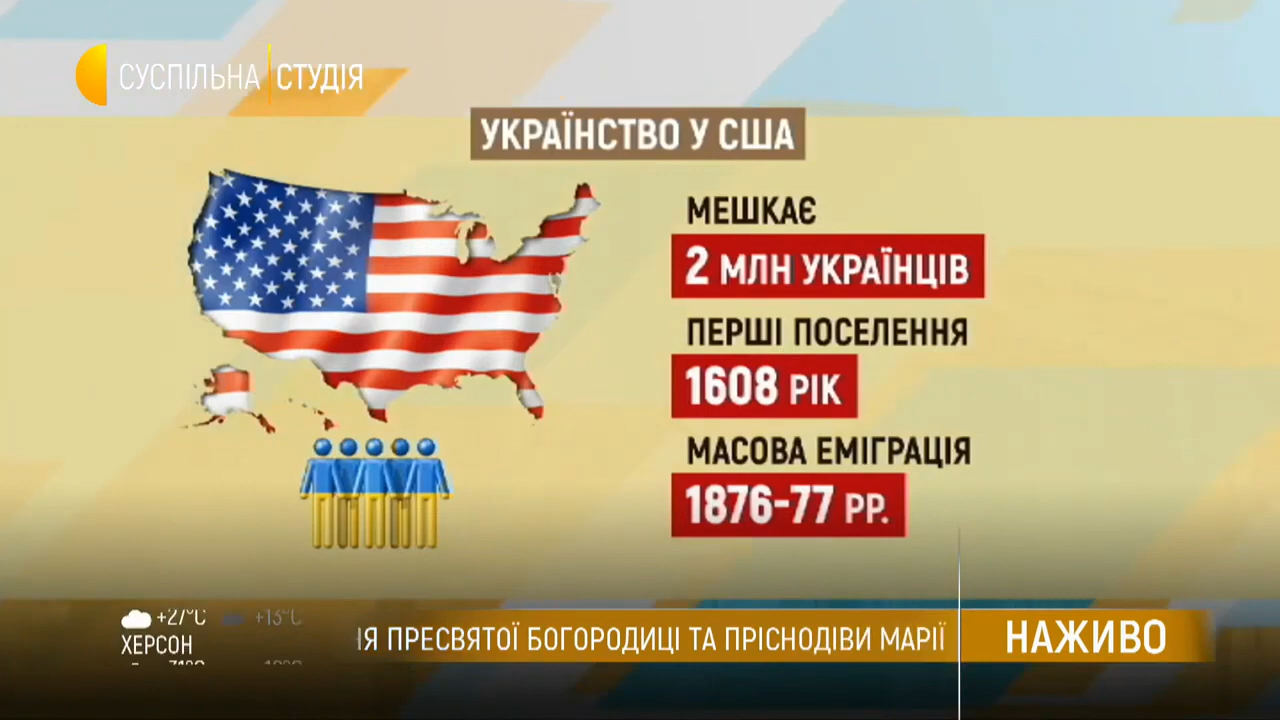 СУСПІЛЬНА СТУДІЯ
УКРАЇНСТВО У США
МЕШКАЄ
2 МЛН УКРАЇНЦІВ
ПЕРШІ ПОСЕЛЕННЯ
1608 РІК
МАСОВА ЕМІГРАЦІЯ
1876-77 РР.
+27°C +13°C
ХЕРСОН
ПРЕСВЯТОЇ БОГОРОДИЦІ ТА ПРІСНОДІВИ МАРІЇ
НАЖИВО